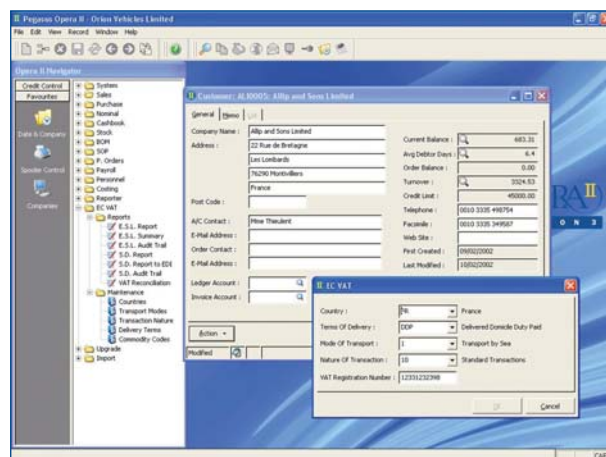 Pegasus Opera II - Orion Vehicles Limited
File Edit View Record Window Help
Opera II Navigator
Credit Control
Favourites
Date & Company
Spooler Control
Companies
System
Sales
Purchase
Nominal
Cashbook
Stock
BOM
SOP
P. Orders
Payroll
Personnel
Costing
Reporter
EC VAT
Reports
E.S.L. Report
E.S.L. Summary
E.S.L. Audit Trail
S.D. Report
S.D. Report to EDI
S.D. Audit Trail
VAT Reconciliation
Maintenance
Countries
Transport Modes
Transaction Nature
Delivery Terms
Commodity Codes
Upgrade
Import
Customer: ALI0005: Allip and Sons Limited
General Memo
Company Name : Allip and Sons Limited
Address : 22 Rue de Bretagne
Les Lombards
76290 Montivilliers
France
Post Code :
A/C Contact : Mme Thieulent
E-Mail Address :
Order Contact :
E-Mail Address :
Ledger Account :
Invoice Account :
Action
Modified
Current Balance : 683.31
Avg Debtor Days : 6.4
Order Balance : 0.00
Turnover : 3324.53
Credit Limit : 45000.00
Telephone : 0010 3335 498754
Facsimile : 0010 3335 349567
Web Site :
First Created : 09/02/2002
Last Modified : 10/02/2002
RA II
O N 3
EC VAT
Country : FR France
Terms Of Delivery : DDP Delivered Domicile Duty Paid
Mode Of Transport : 1 Transport by Sea
Nature Of Transaction : 10 Standard Transactions
VAT Registration Number : 12331232398
Cancel
CAP